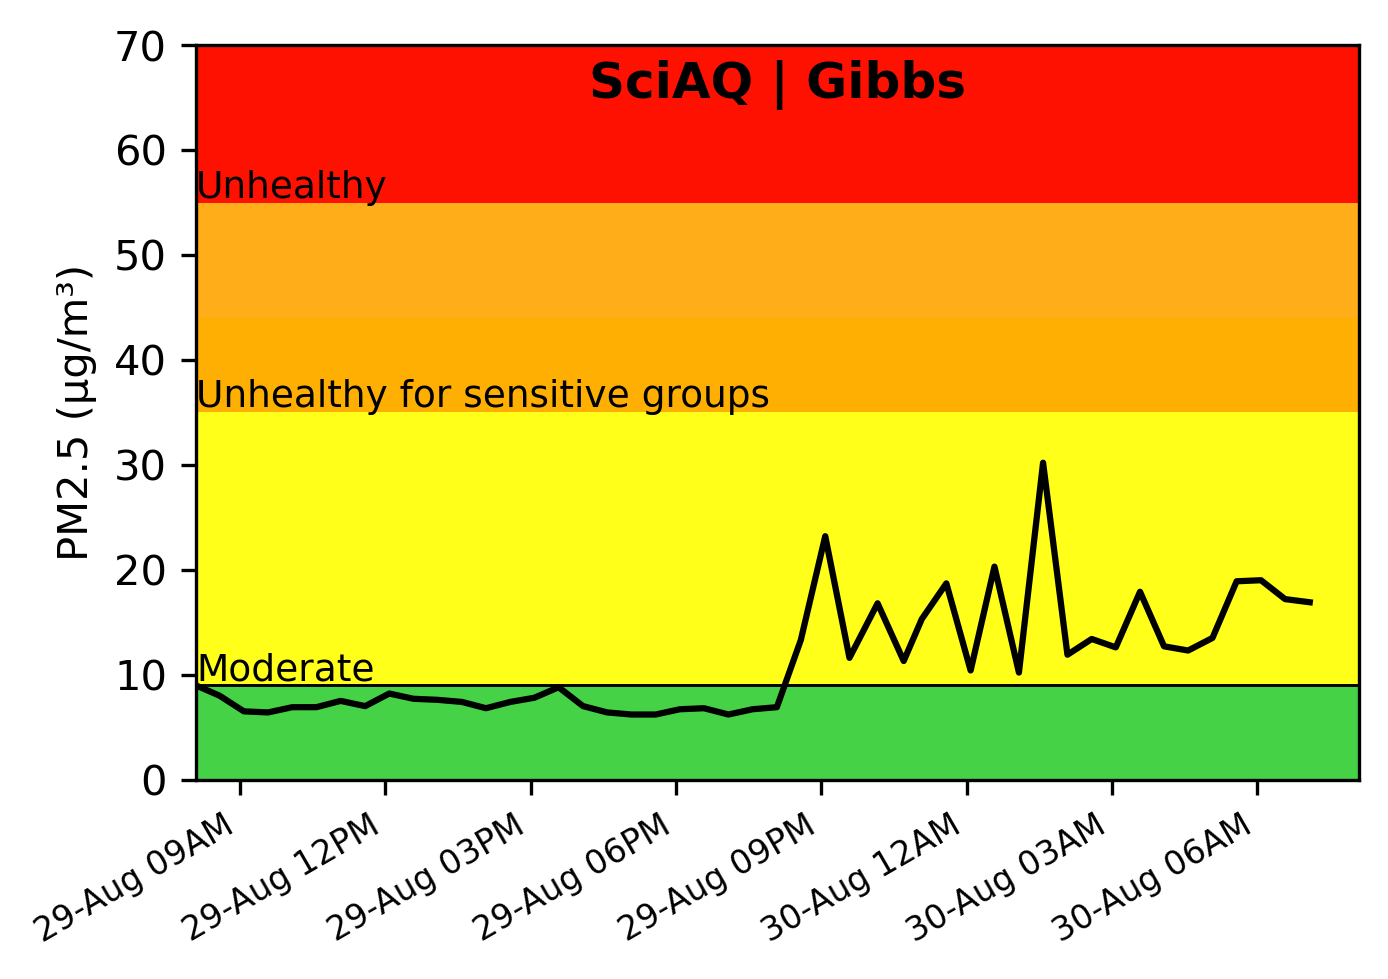 SciAQ | Gibbs
PM2.5 (µg/m³)
70
60
50
40
30
20
10
0
Unhealthy
Unhealthy for sensitive groups
Moderate
29-Aug 09AM
29-Aug 12PM
29-Aug 03PM
29-Aug 06PM
29-Aug 09PM
30-Aug 12AM
30-Aug 03AM
30-Aug 06AM